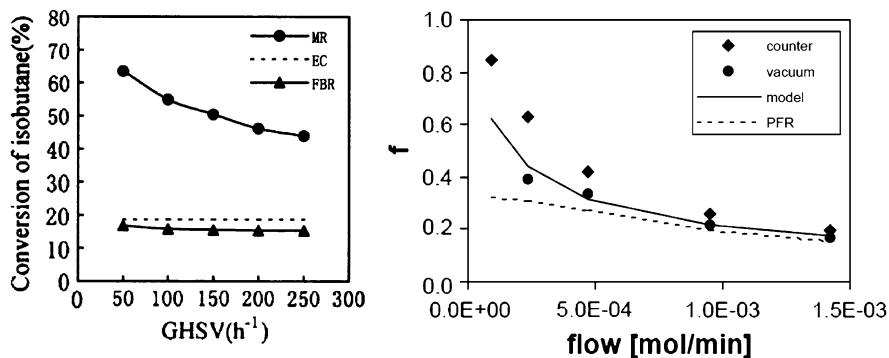 80
70
60
50
40
30
20
10
0
Conversion of isobutane(%)
MR
EC
FBR
0 50 100 150 200 250 300
GHSV(h⁻¹)
1.0
0.8
0.6
0.4
0.2
0.0
f
counter
vacuum
model
PFR
0.0E+00 5.0E-04 1.0E-03 1.5E-03
flow [mol/min]